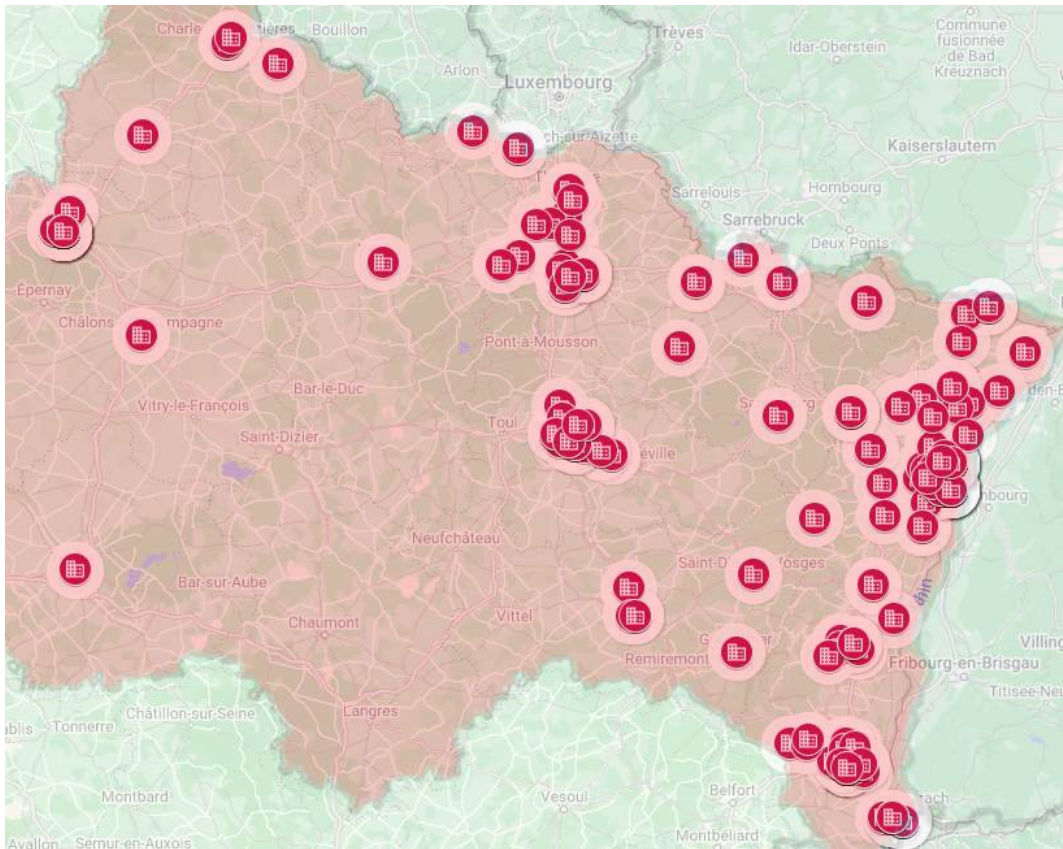 Bouillon
Trèves
Commune
fusionnée
de Bad
Kreuznach
Idar-Oberstein
Arlon
Luxembourg
Kaiserslautern
Sarrelouis
Hombourg
Sarrebruck
Deux Ponts
Épernay
Pont-à-Mousson
Bar-le-Duc
Vitry-le-François
Toul
Saint-Dizier
Neufchâteau
Bar-sur-Aube
Vittel
Chaumont
Remiremont
Villing
Fribourg-en-Brisgau
Titisee-Neu
Langres
Châtillon-sur-Seine
Tonnerre
Montbard
Vesoul
Belfort
Montbéliard
Avallon
Semur-en-Auxois